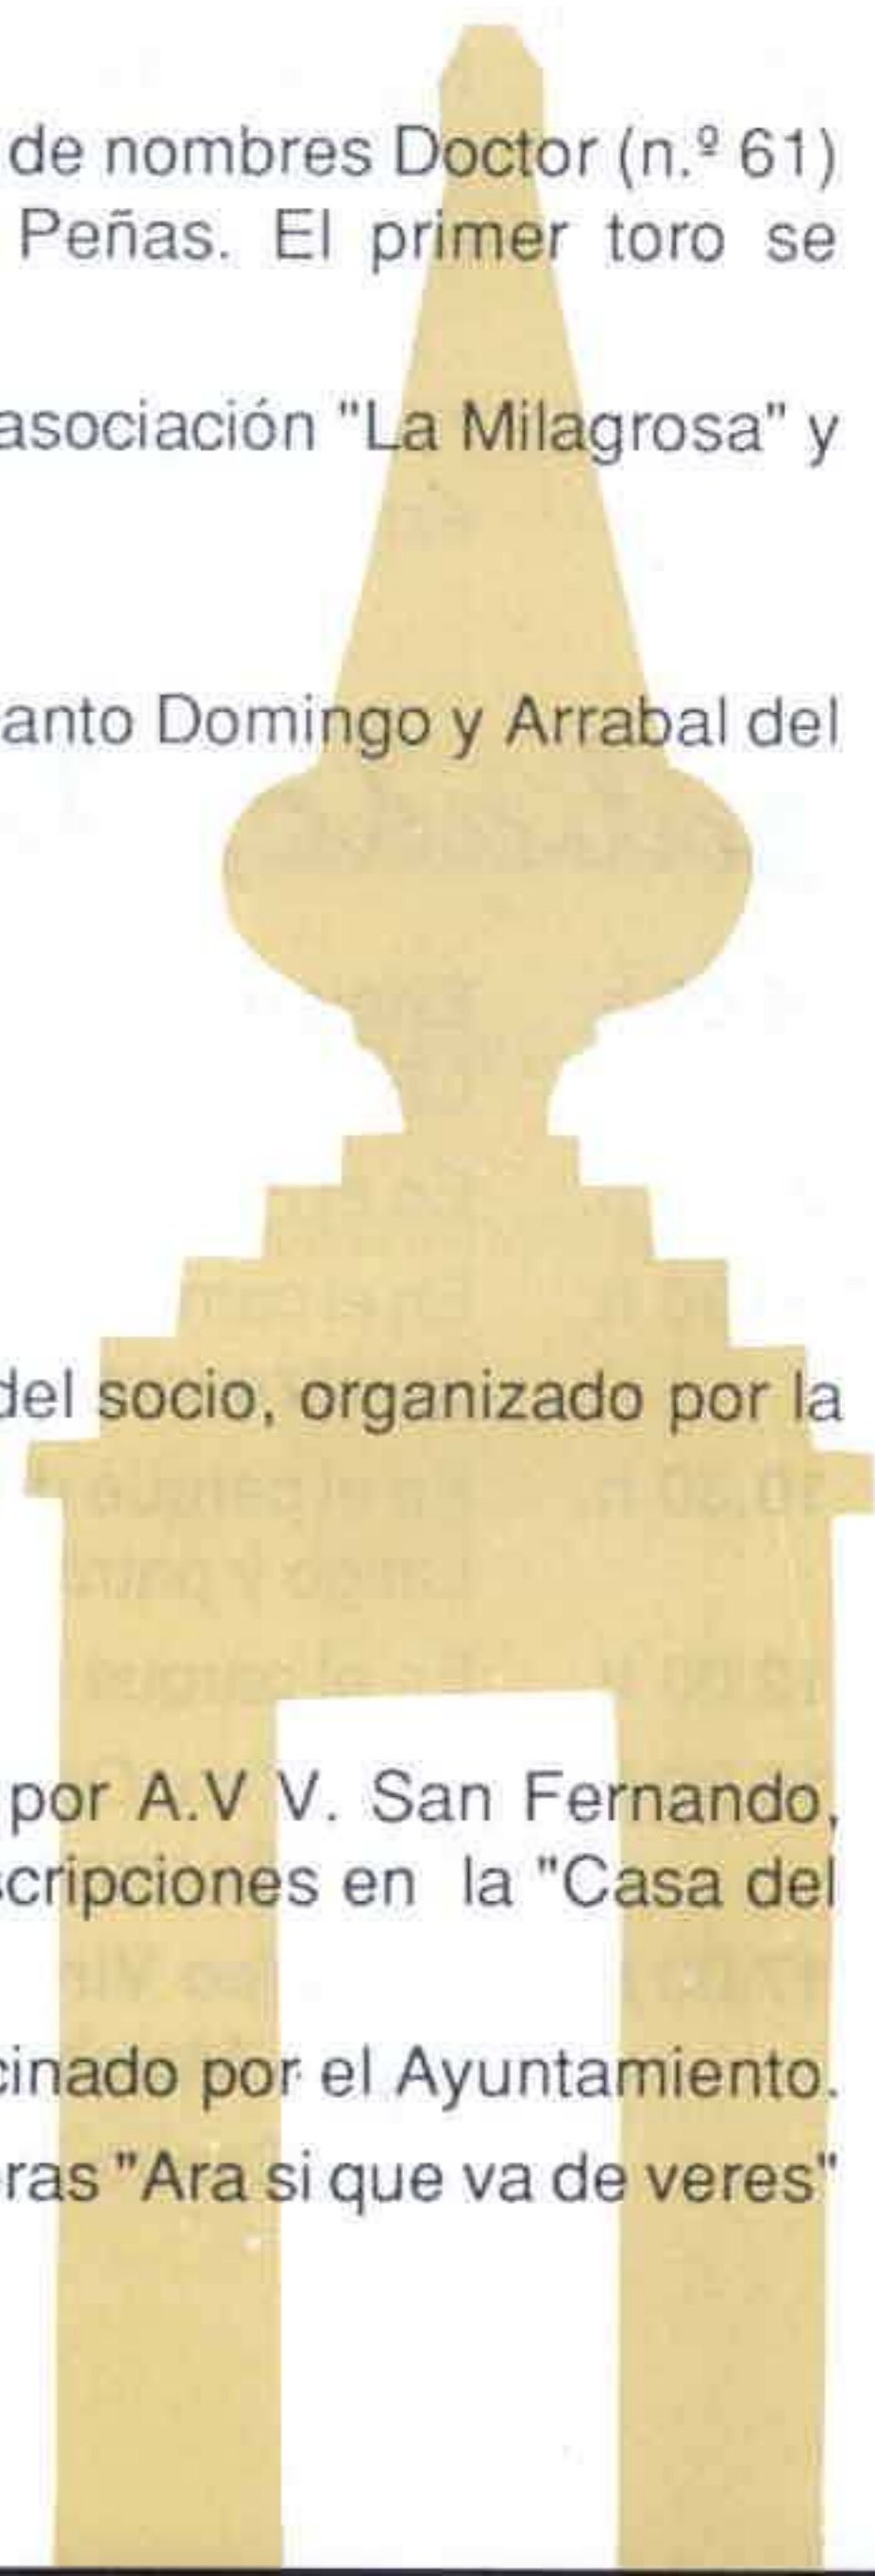 de nombres Doctor (n.º 61)
Peñas. El primer toro se
asociación "La Milagrosa" y
anto Domingo y Arrabal del
del socio, organizado por la
por A.V V. San Fernando,
scripciones en la "Casa del
cinado por el Ayuntamiento.
ras "Ara si que va de veres"